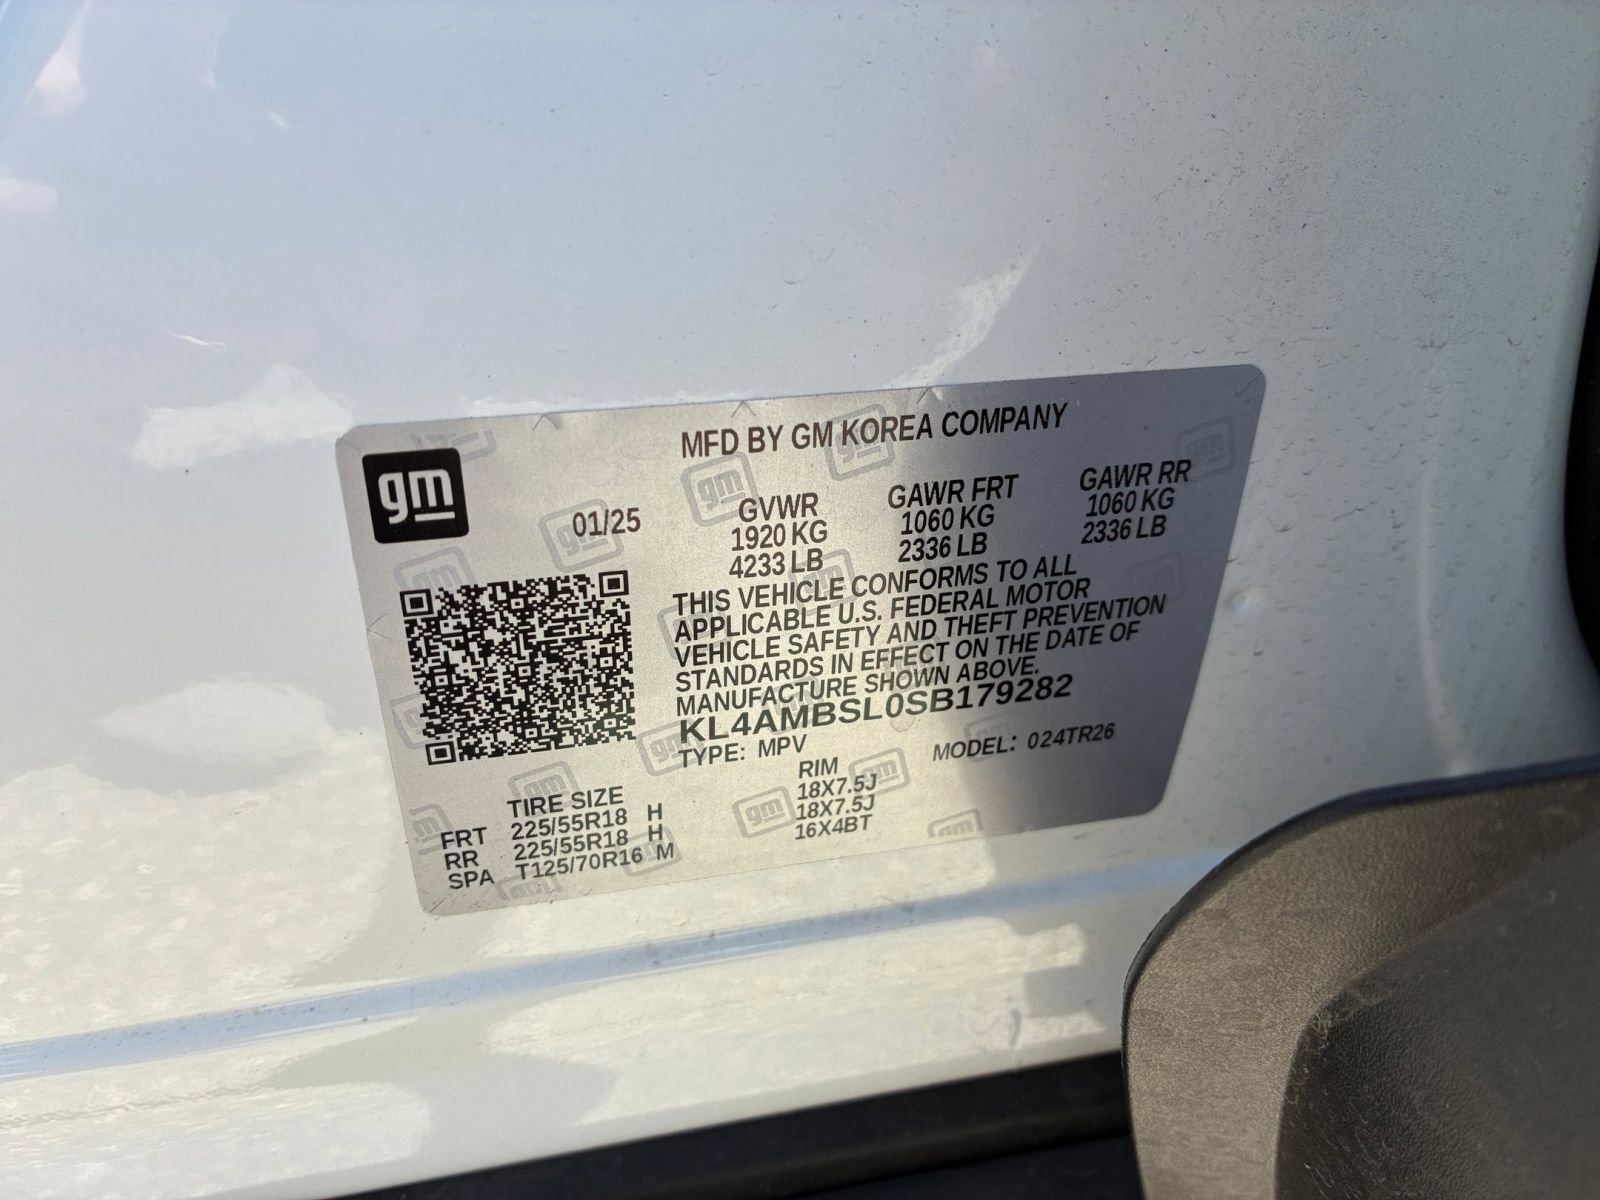 gm
MFD BY GM KOREA COMPANY
01/25
GVWR GAWR FRT GAWR RR
1920 KG 1060 KG 1060 KG
4233 LB 2336 LB 2336 LB
THIS VEHICLE CONFORMS TO ALL
APPLICABLE U.S. FEDERAL MOTOR
VEHICLE SAFETY AND THEFT PREVENTION
STANDARDS IN EFFECT ON THE DATE OF
MANUFACTURE SHOWN ABOVE.
KL4AMBSL0SB179282
TYPE: MPV MODEL: 024TR26
TIRE SIZE RIM
FRT 225/55R18 H 18X7.5J
RR 225/55R18 H 18X7.5J
SPA T125/70R16 M 16X4BT